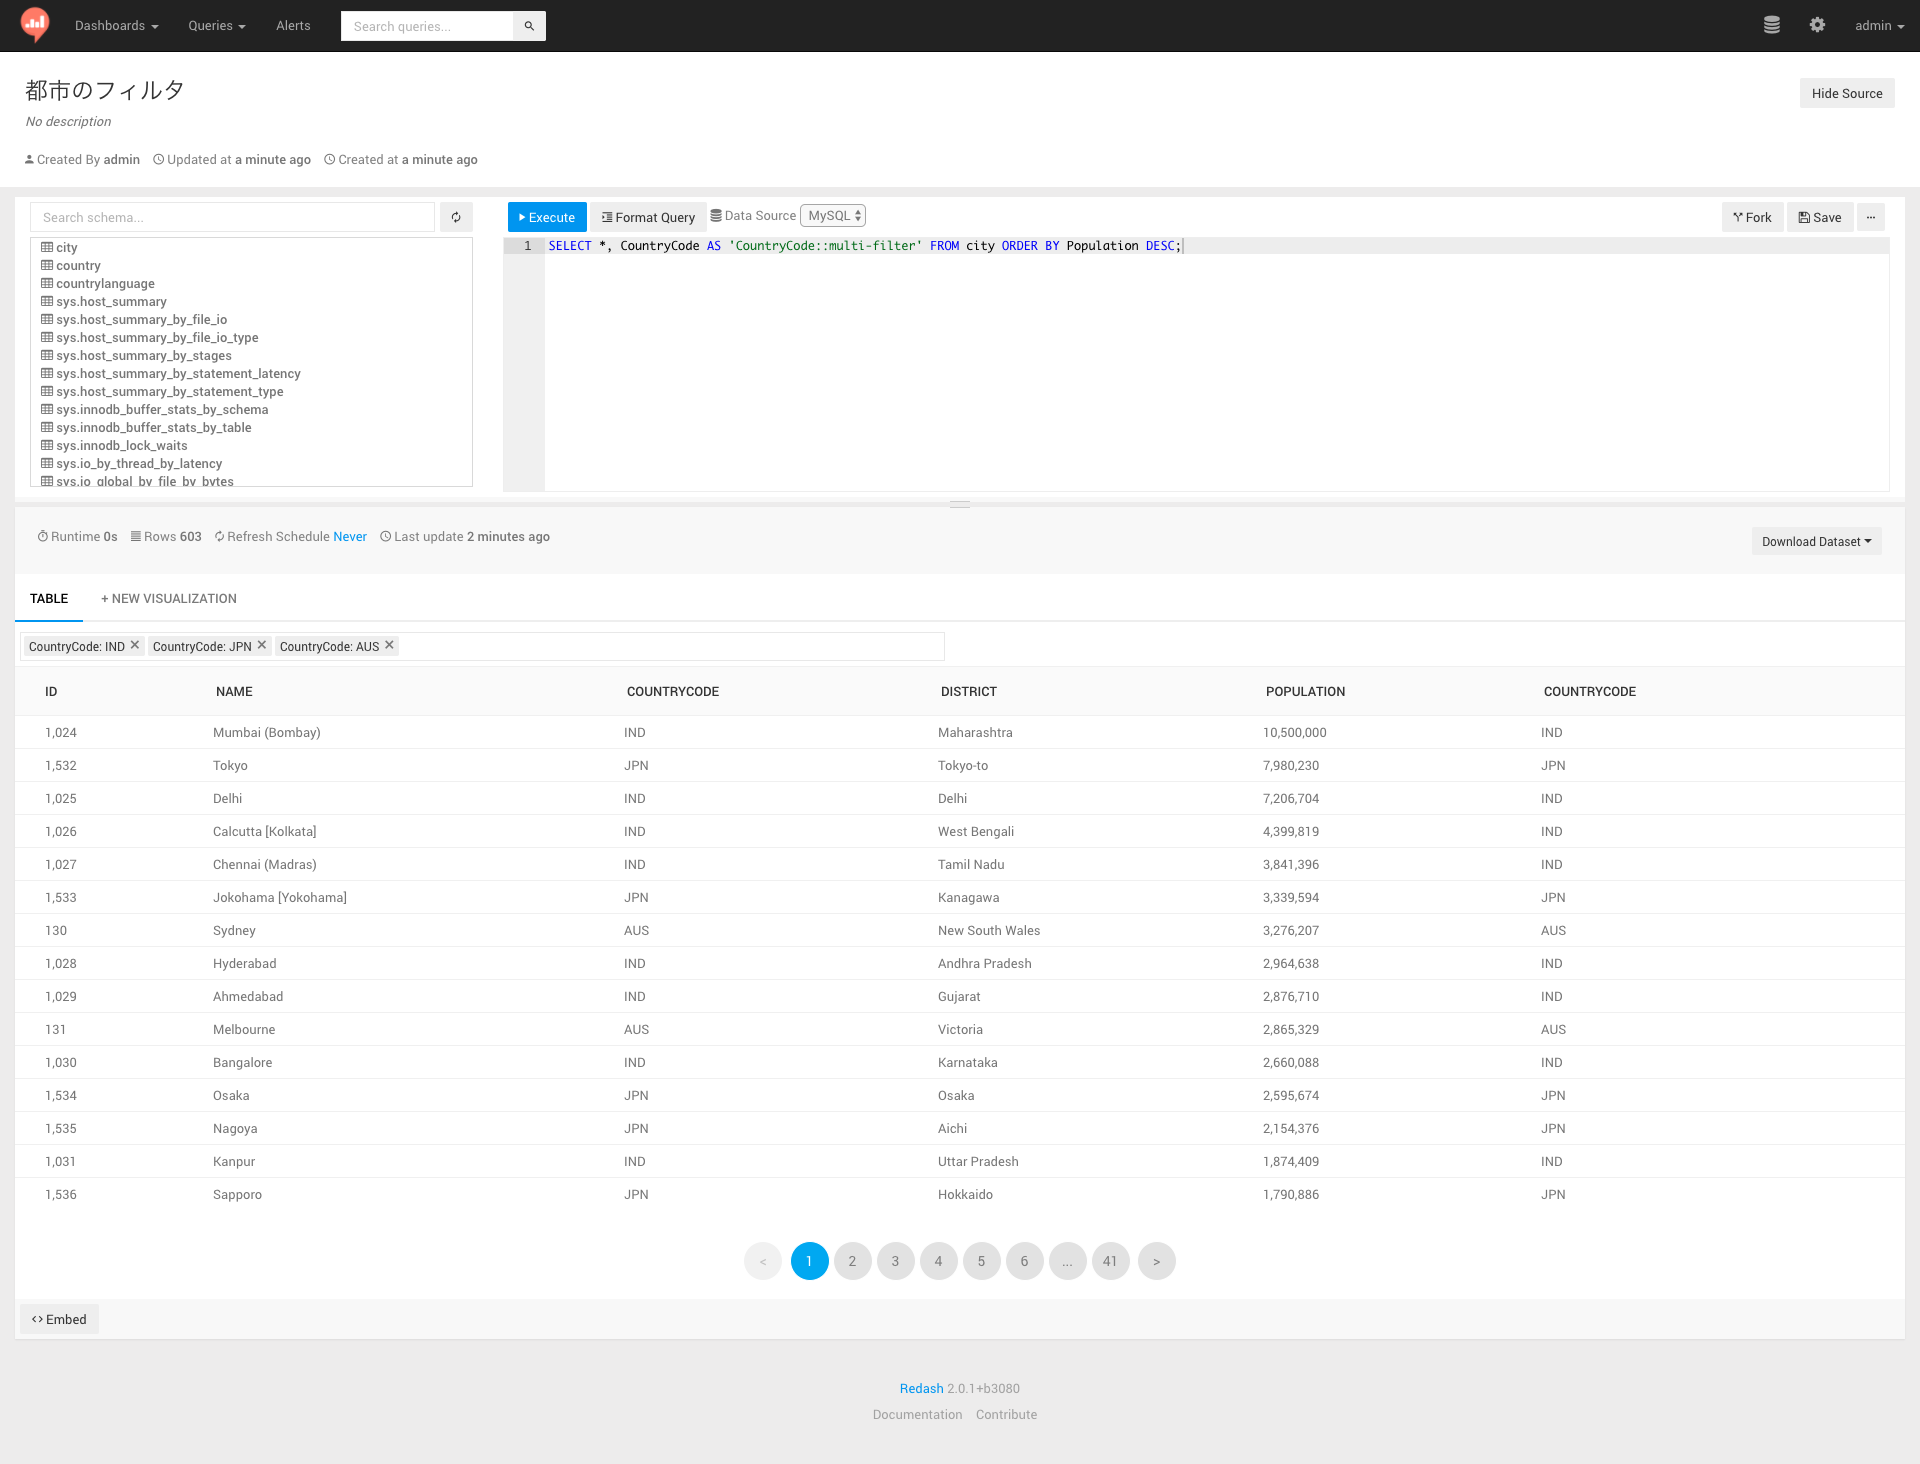 Dashboards Queries Alerts Search queries... admin
都市のフィルタ
Hide Source
No description
Created By admin Updated at a minute ago Created at a minute ago
Search schema...
Execute Format Query Data Source MySQL Fork Save ...
city
country
countrylanguage
sys.host_summary
sys.host_summary_by_file_io
sys.host_summary_by_file_io_type
sys.host_summary_by_stages
sys.host_summary_by_statement_latency
sys.host_summary_by_statement_type
sys.innodb_buffer_stats_by_schema
sys.innodb_buffer_stats_by_table
sys.innodb_lock_waits
sys.io_by_thread_by_latency
sys.io_global_by_file_by_bytes
1 SELECT *, CountryCode AS 'CountryCode::multi-filter' FROM city ORDER BY Population DESC;
Runtime 0s Rows 603 Refresh Schedule Never Last update 2 minutes ago
Download Dataset
TABLE + NEW VISUALIZATION
CountryCode: IND × CountryCode: JPN × CountryCode: AUS ×
ID NAME COUNTRYCODE DISTRICT POPULATION COUNTRYCODE
1,024 Mumbai (Bombay) IND Maharashtra 10,500,000 IND
1,532 Tokyo JPN Tokyo-to 7,980,230 JPN
1,025 Delhi IND Delhi 7,206,704 IND
1,026 Calcutta [Kolkata] IND West Bengali 4,399,819 IND
1,027 Chennai (Madras) IND Tamil Nadu 3,841,396 IND
1,533 Jokohama [Yokohama] JPN Kanagawa 3,339,594 JPN
130 Sydney AUS New South Wales 3,276,207 AUS
1,028 Hyderabad IND Andhra Pradesh 2,964,638 IND
1,029 Ahmedabad IND Gujarat 2,876,710 IND
131 Melbourne AUS Victoria 2,865,329 AUS
1,030 Bangalore IND Karnataka 2,660,088 IND
1,534 Osaka JPN Osaka 2,595,674 JPN
1,535 Nagoya JPN Aichi 2,154,376 JPN
1,031 Kanpur IND Uttar Pradesh 1,874,409 IND
1,536 Sapporo JPN Hokkaido 1,790,886 JPN
< 1 2 3 4 5 6 ... 41 >
<> Embed
Redash 2.0.1+b3080
Documentation Contribute